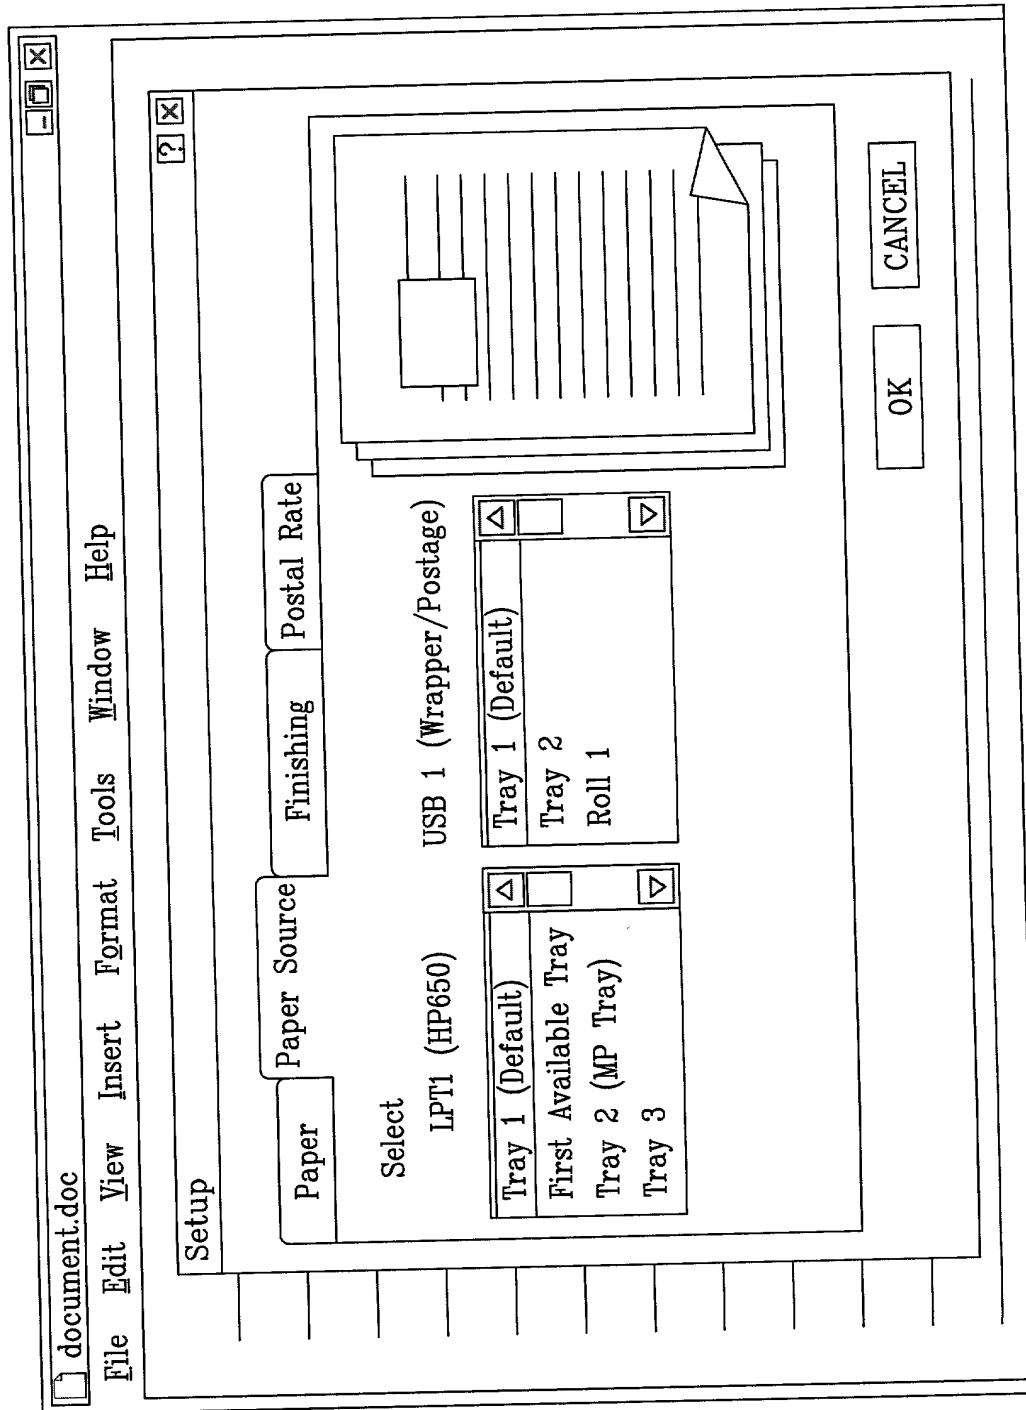 document.doc
File Edit View Insert Format Tools Window Help
Setup
? X
Paper Paper Source Finishing Postal Rate
Select
LPT1 (HP650) USB 1 (Wrapper/Postage)
Tray 1 (Default) Tray 1 (Default)
First Available Tray Tray 2
Tray 2 (MP Tray) Roll 1
Tray 3
OK CANCEL